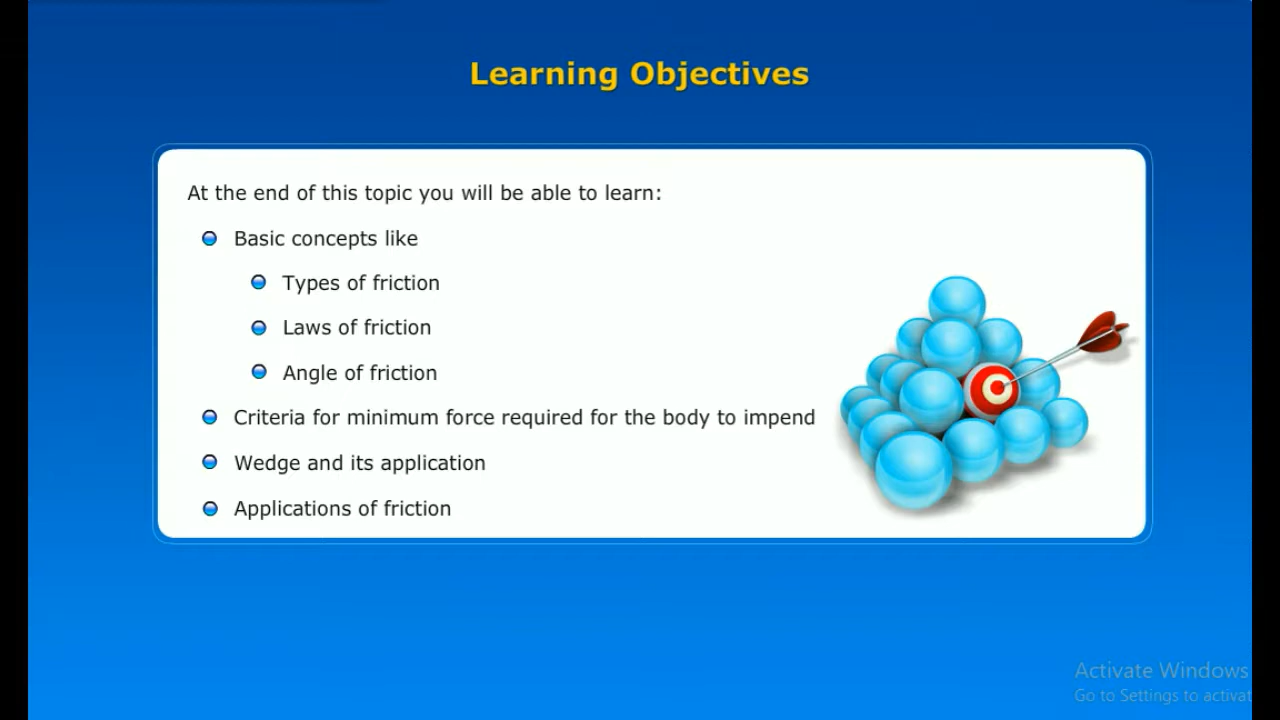 Learning Objectives
At the end of this topic you will be able to learn:
Basic concepts like
Types of friction
Laws of friction
Angle of friction
Criteria for minimum force required for the body to impend
Wedge and its application
Applications of friction
Activate Windows
Go to Settings to activat